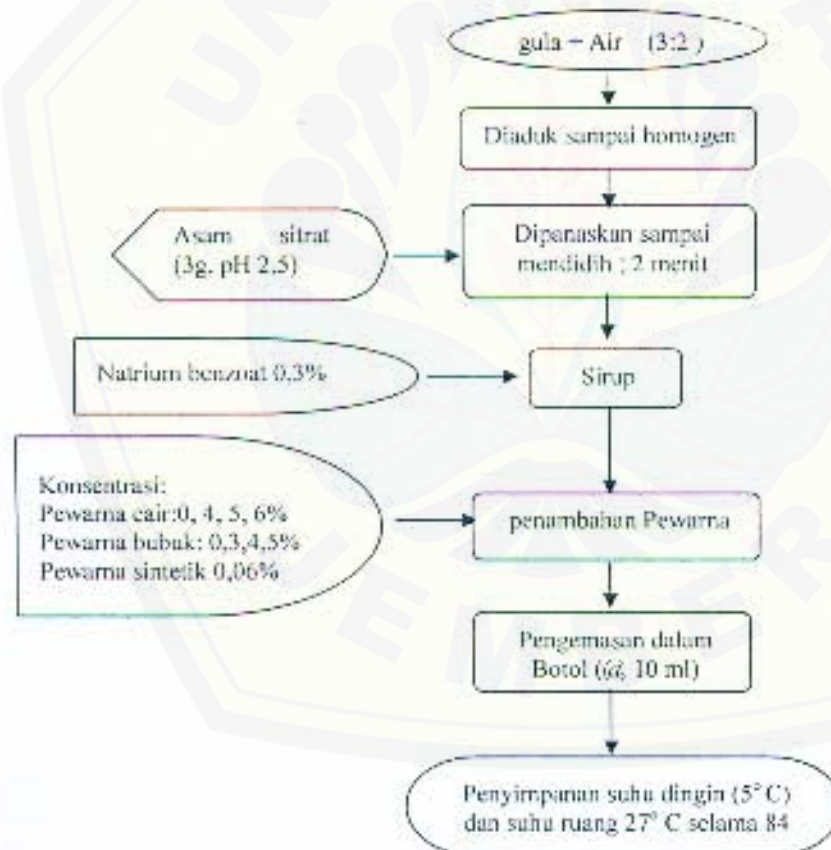 gula + Air (3:2 )
Diaduk sampai homogen
Asam sitrat
(3g, pH 2,5)
Dipanaskan sampai
mendidih ; 2 menit
Natrium benzoat 0,3%
Sirup
Konsentrasi:
Pewarna cair:0, 4, 5, 6%
Pewarna bubuk: 0,3,4,5%
Pewarna sintetik 0,06%
penambahan Pewarna
Pengemasan dalam
Botol (@ 10 ml)
Penyimpanan suhu dingin (5° C)
dan suhu ruang 27° C selama 84